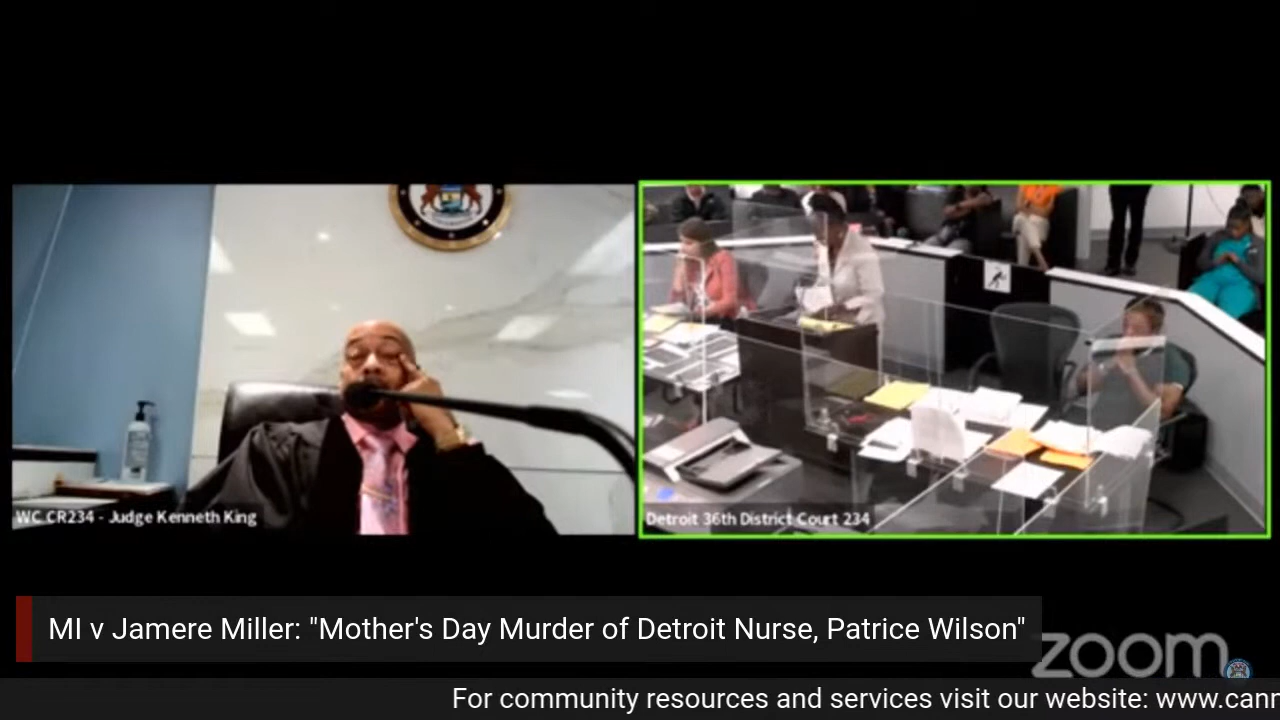 WC CR234 - Judge Kenneth King
Detroit 36th District Court 234
MI v Jamere Miller: "Mother's Day Murder of Detroit Nurse, Patrice Wilson"
zoom
For community resources and services visit our website: www.cann